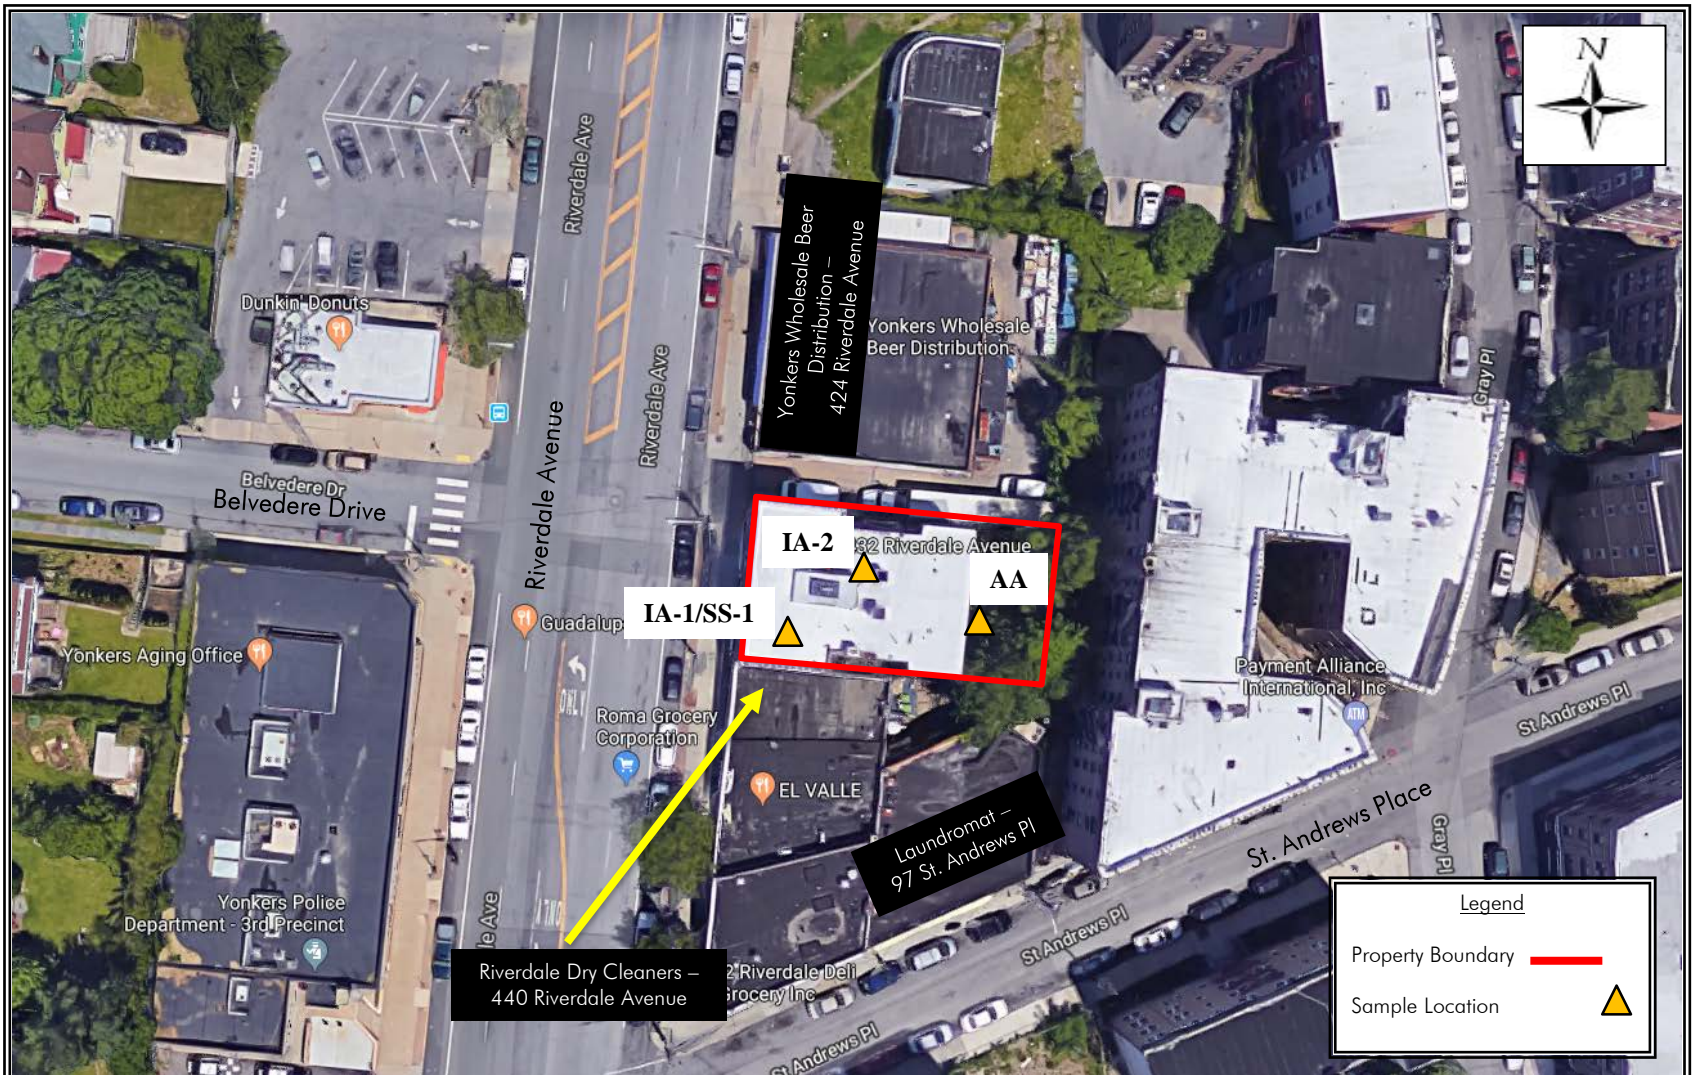 N
Riverdale Ave
Yonkers Wholesale Beer
Distribution –
424 Riverdale Avenue
Dunkin' Donuts
Yonkers Wholesale
Beer Distribution
Riverdale Ave
Gray Pl
Riverdale Avenue
Belvedere Dr
Belvedere Drive
IA-2
32 Riverdale Avenue
AA
IA-1/SS-1
Guadalup
Yonkers Aging Office
Payment Alliance
International, Inc
ATM
St Andrews Pl
Roma Grocery
Corporation
EL VALLE
Laundromat –
97 St. Andrews Pl
St. Andrews Place
Gray Pl
Yonkers Police
Department - 3rd Precinct
le Ave
St Andrews Pl
Riverdale Dry Cleaners –
440 Riverdale Avenue
2 Riverdale Deli
Grocery Inc
St Andrews Pl
Legend
Property Boundary
Sample Location